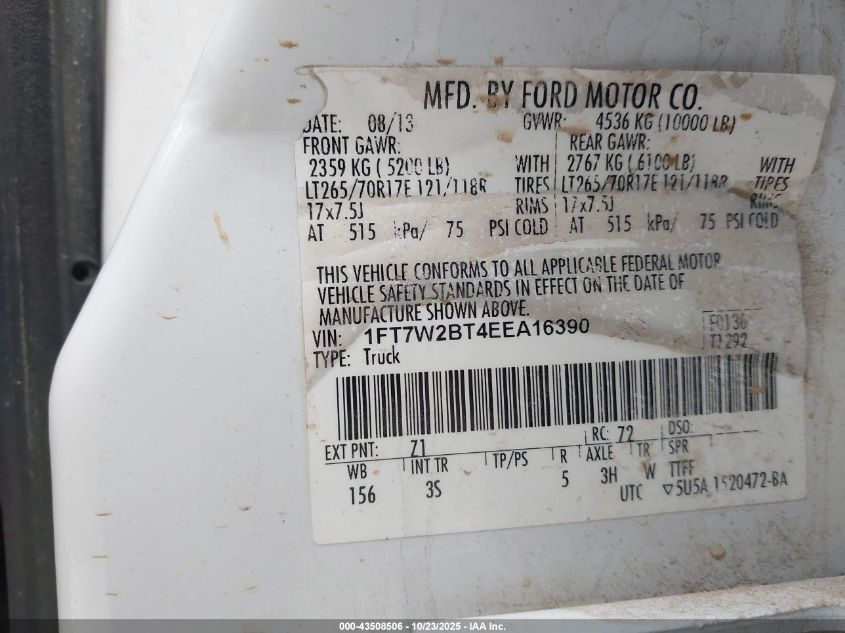 MFD. BY FORD MOTOR CO.
DATE: 08/13 GVWR: 4536 KG (10000 LB)
FRONT GAWR: REAR GAWR:
2359 KG ( 5200 LB) WITH 2767 KG ( 6100 LB) WITH
LT265/70R17E 121/118R TIRES LT265/70R17E 121/118R TIRES
17x7.5J RIMS 17x7.5J RIMS
AT 515 kPa/ 75 PSI COLD AT 515 kPa/ 75 PSI COLD
THIS VEHICLE CONFORMS TO ALL APPLICABLE FEDERAL MOTOR
VEHICLE SAFETY STANDARDS IN EFFECT ON THE DATE OF
MANUFACTURE SHOWN ABOVE.
VIN: 1FT7W2BT4EEA16390 F0136
TYPE: Truck T1292
EXT PNT: Z1 RC: 72 DSO:
WB INT TR TP/PS R AXLE TR SPR
156 3S 5 3H W TTFF
UTC ▽5U5A 1520472-BA
000-43508506 - 10/23/2025 - IAA Inc.